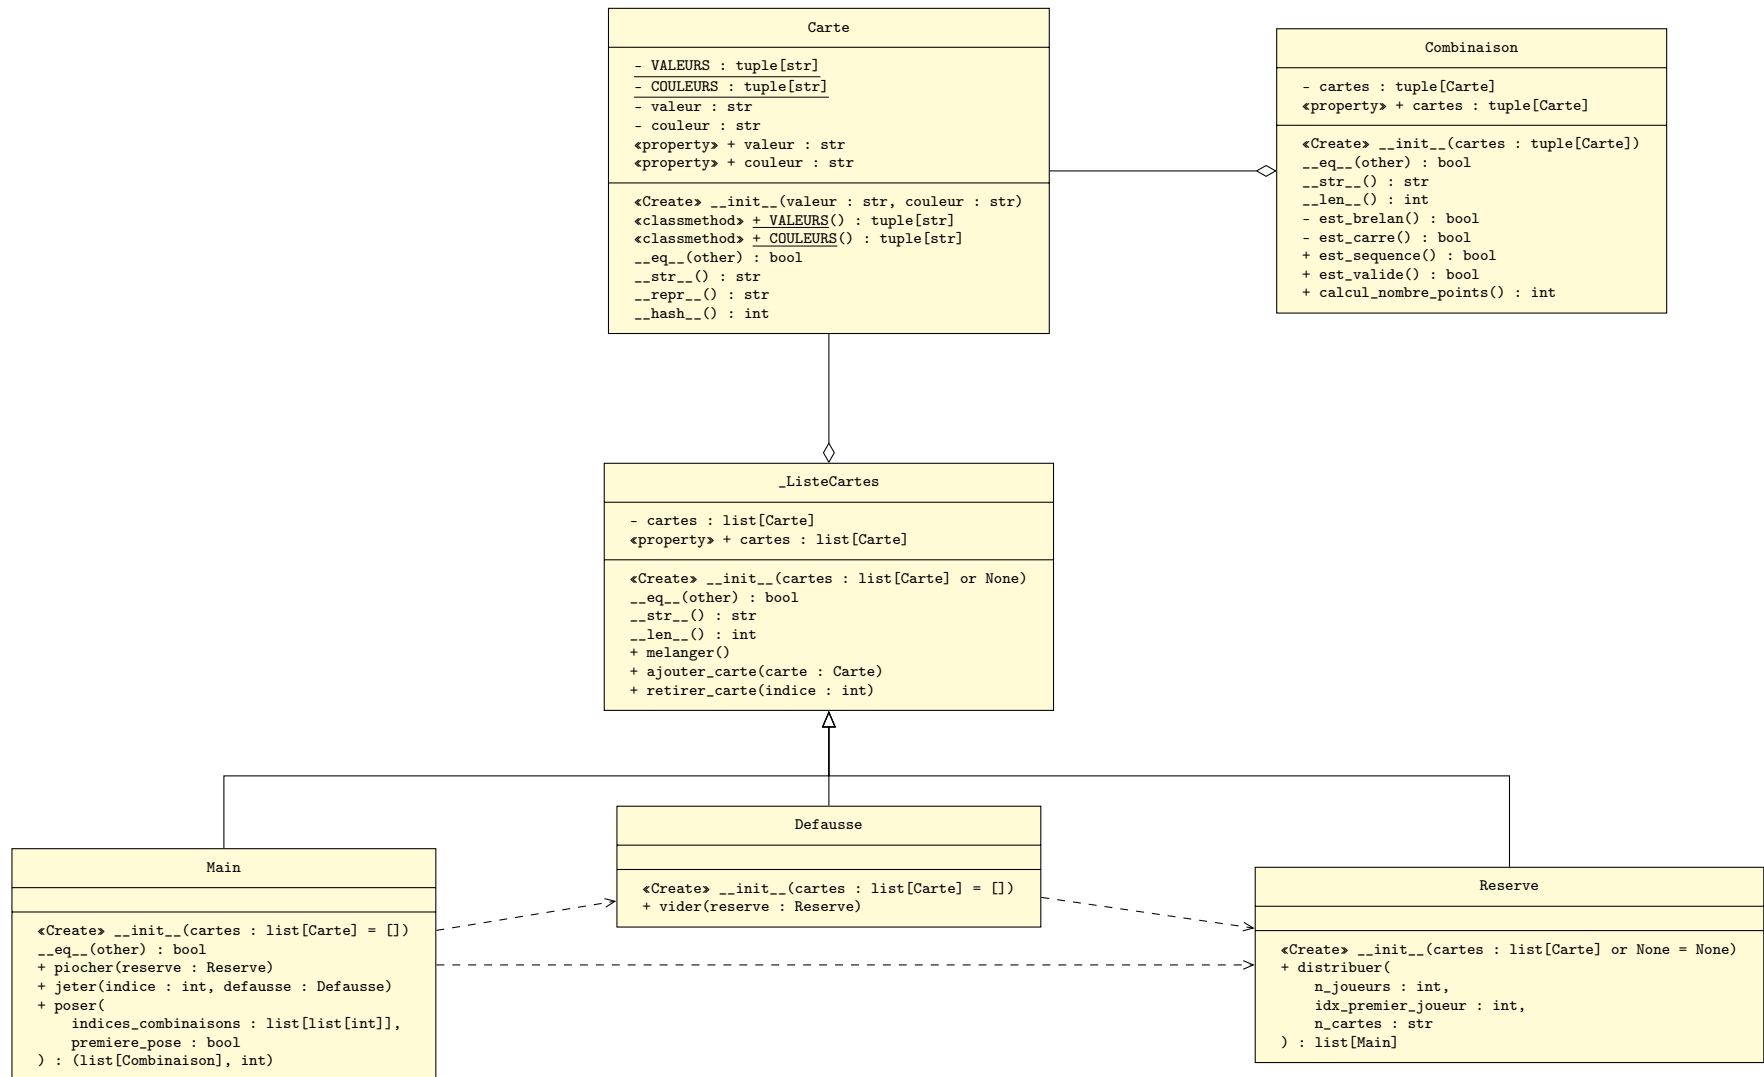 Carte
- VALEURS : tuple[str]
- COULEURS : tuple[str]
- valeur : str
- couleur : str
«property» + valeur : str
«property» + couleur : str
«Create» __init__(valeur : str, couleur : str)
«classmethod» + VALEURS() : tuple[str]
«classmethod» + COULEURS() : tuple[str]
__eq__(other) : bool
__str__() : str
__repr__() : str
__hash__() : int
Combinaison
- cartes : tuple[Carte]
«property» + cartes : tuple[Carte]
«Create» __init__(cartes : tuple[Carte])
__eq__(other) : bool
__str__() : str
__len__() : int
- est_brelan() : bool
- est_carre() : bool
+ est_sequence() : bool
+ est_valide() : bool
+ calcul_nombre_points() : int
_ListeCartes
- cartes : list[Carte]
«property» + cartes : list[Carte]
«Create» __init__(cartes : list[Carte] or None)
__eq__(other) : bool
__str__() : str
__len__() : int
+ melanger()
+ ajouter_carte(carte : Carte)
+ retirer_carte(indice : int)
Main
«Create» __init__(cartes : list[Carte] = [])
__eq__(other) : bool
+ piocher(reserve : Reserve)
+ jeter(indice : int, defausse : Defausse)
+ poser(
indices_combinaisons : list[list[int]],
premiere_pose : bool
) : (list[Combinaison], int)
Defausse
«Create» __init__(cartes : list[Carte] = [])
+ vider(reserve : Reserve)
Reserve
«Create» __init__(cartes : list[Carte] or None = None)
+ distribuer(
n_joueurs : int,
idx_premier_joueur : int,
n_cartes : str
) : list[Main]